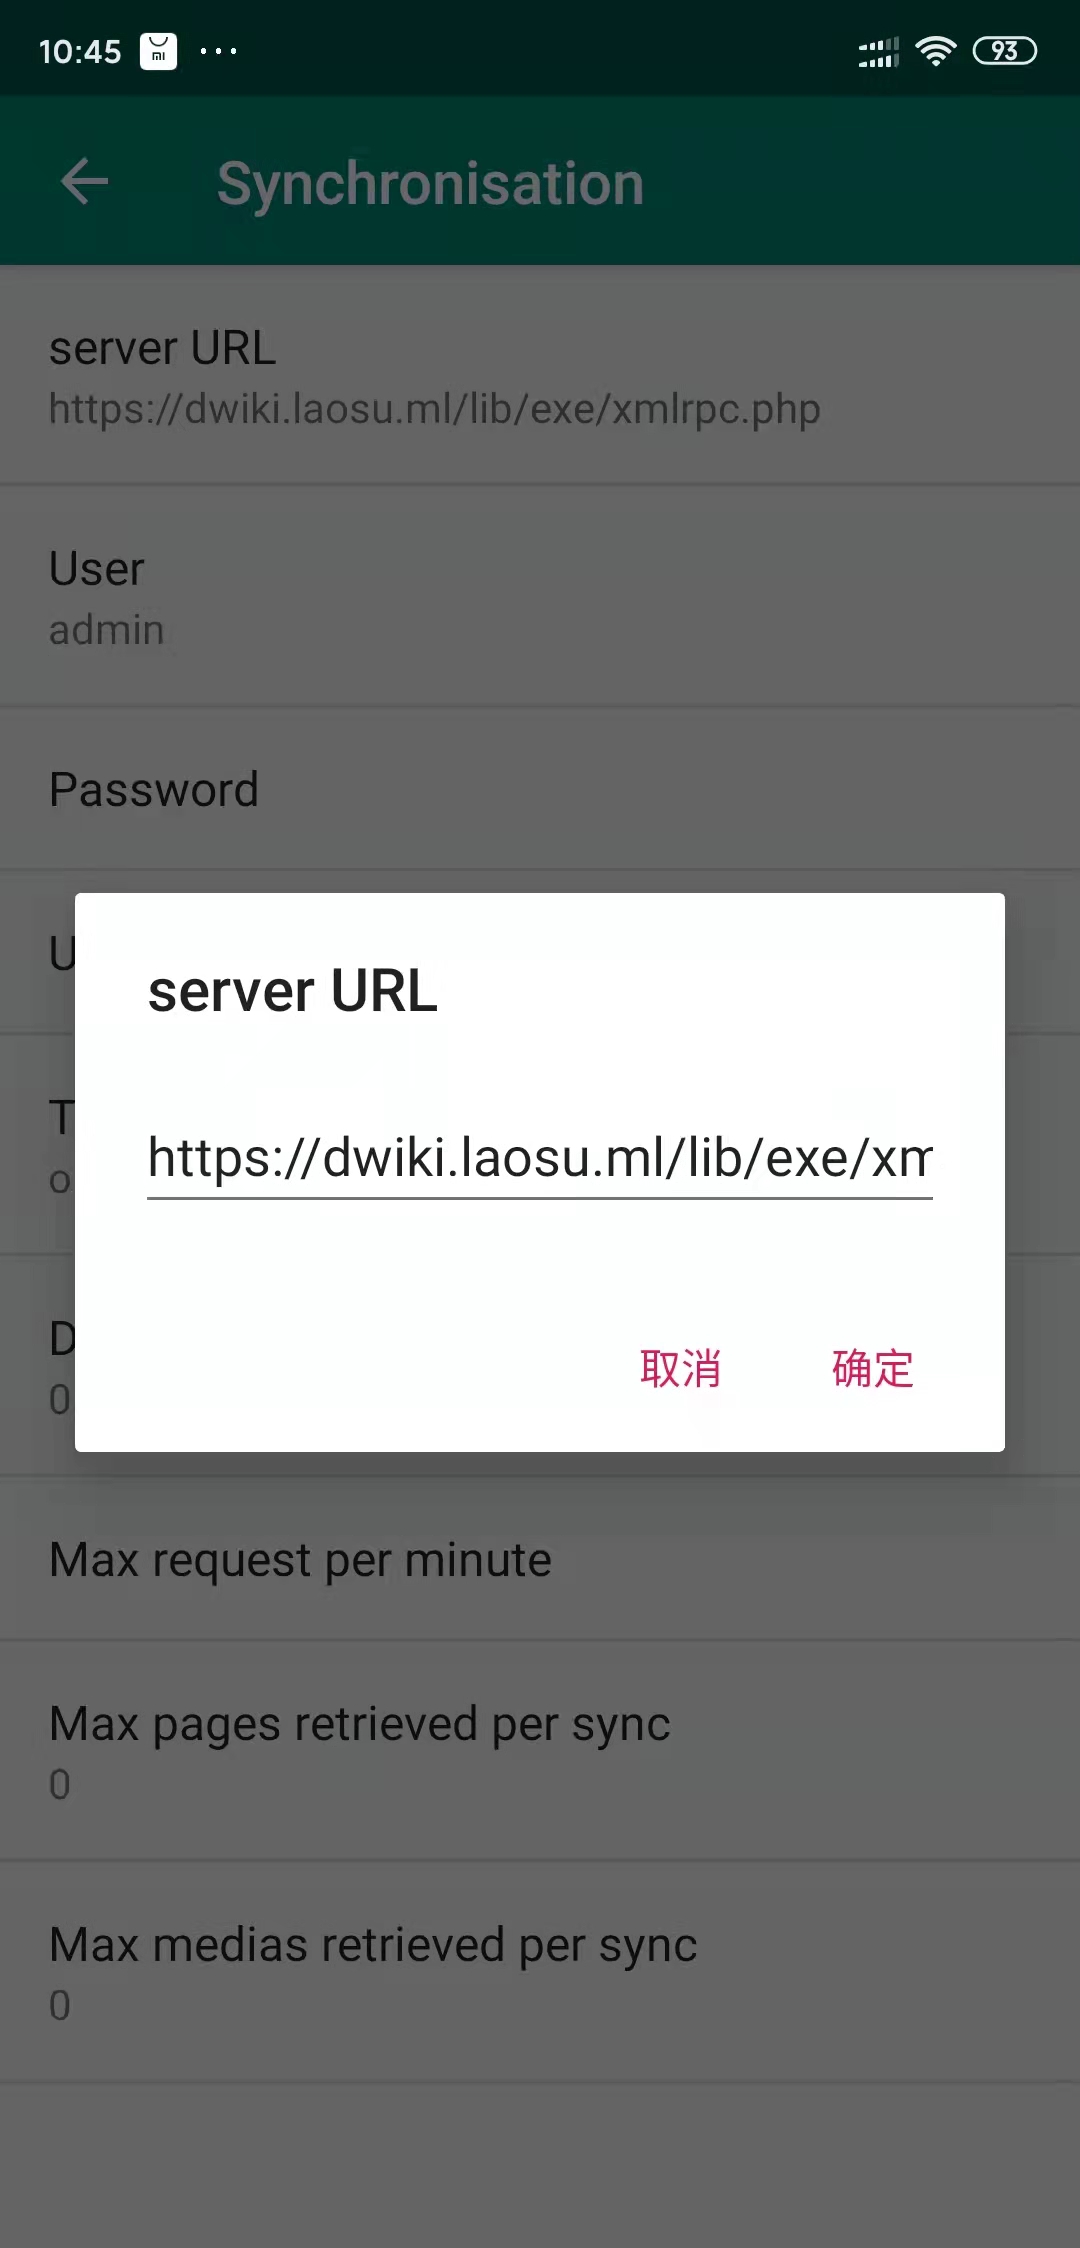 10:45 mi ... 93
Synchronisation
server URL
https://dwiki.laosu.ml/lib/exe/xmlrpc.php
User
admin
Password
U
server URL
T
https://dwiki.laosu.ml/lib/exe/xm
o
D
取消 确定
0
Max request per minute
Max pages retrieved per sync
0
Max medias retrieved per sync
0